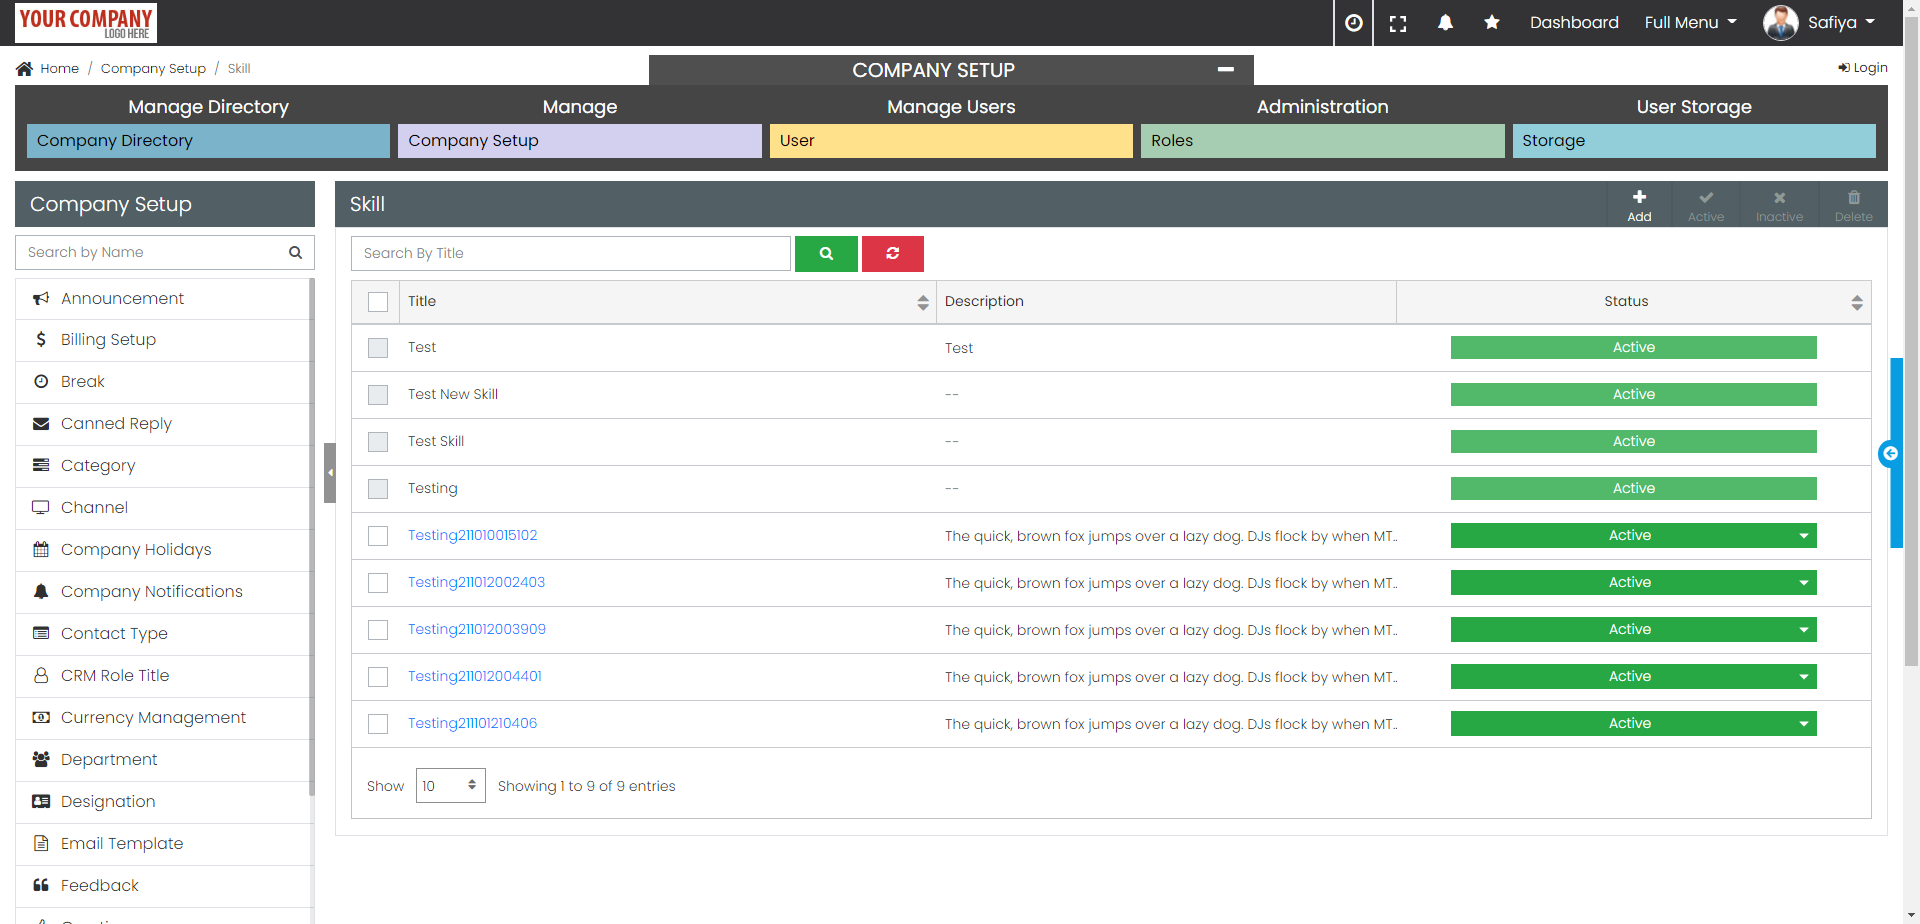 YOUR COMPANY
LOGO HERE
Dashboard
Full Menu
Safiya
Home / Company Setup / Skill
COMPANY SETUP
Login
Manage Directory
Manage
Manage Users
Administration
User Storage
Company Directory
Company Setup
User
Roles
Storage
Company Setup
Search by Name
Announcement
Billing Setup
Break
Canned Reply
Category
Channel
Company Holidays
Company Notifications
Contact Type
CRM Role Title
Currency Management
Department
Designation
Email Template
Feedback
Skill
Add
Active
Inactive
Delete
Search By Title
Title Description Status
Test Test Active
Test New Skill -- Active
Test Skill -- Active
Testing -- Active
Testing211010015102 The quick, brown fox jumps over a lazy dog. DJs flock by when MT.. Active
Testing211012002403 The quick, brown fox jumps over a lazy dog. DJs flock by when MT.. Active
Testing211012003909 The quick, brown fox jumps over a lazy dog. DJs flock by when MT.. Active
Testing211012004401 The quick, brown fox jumps over a lazy dog. DJs flock by when MT.. Active
Testing211101210406 The quick, brown fox jumps over a lazy dog. DJs flock by when MT.. Active
Show 10 Showing 1 to 9 of 9 entries